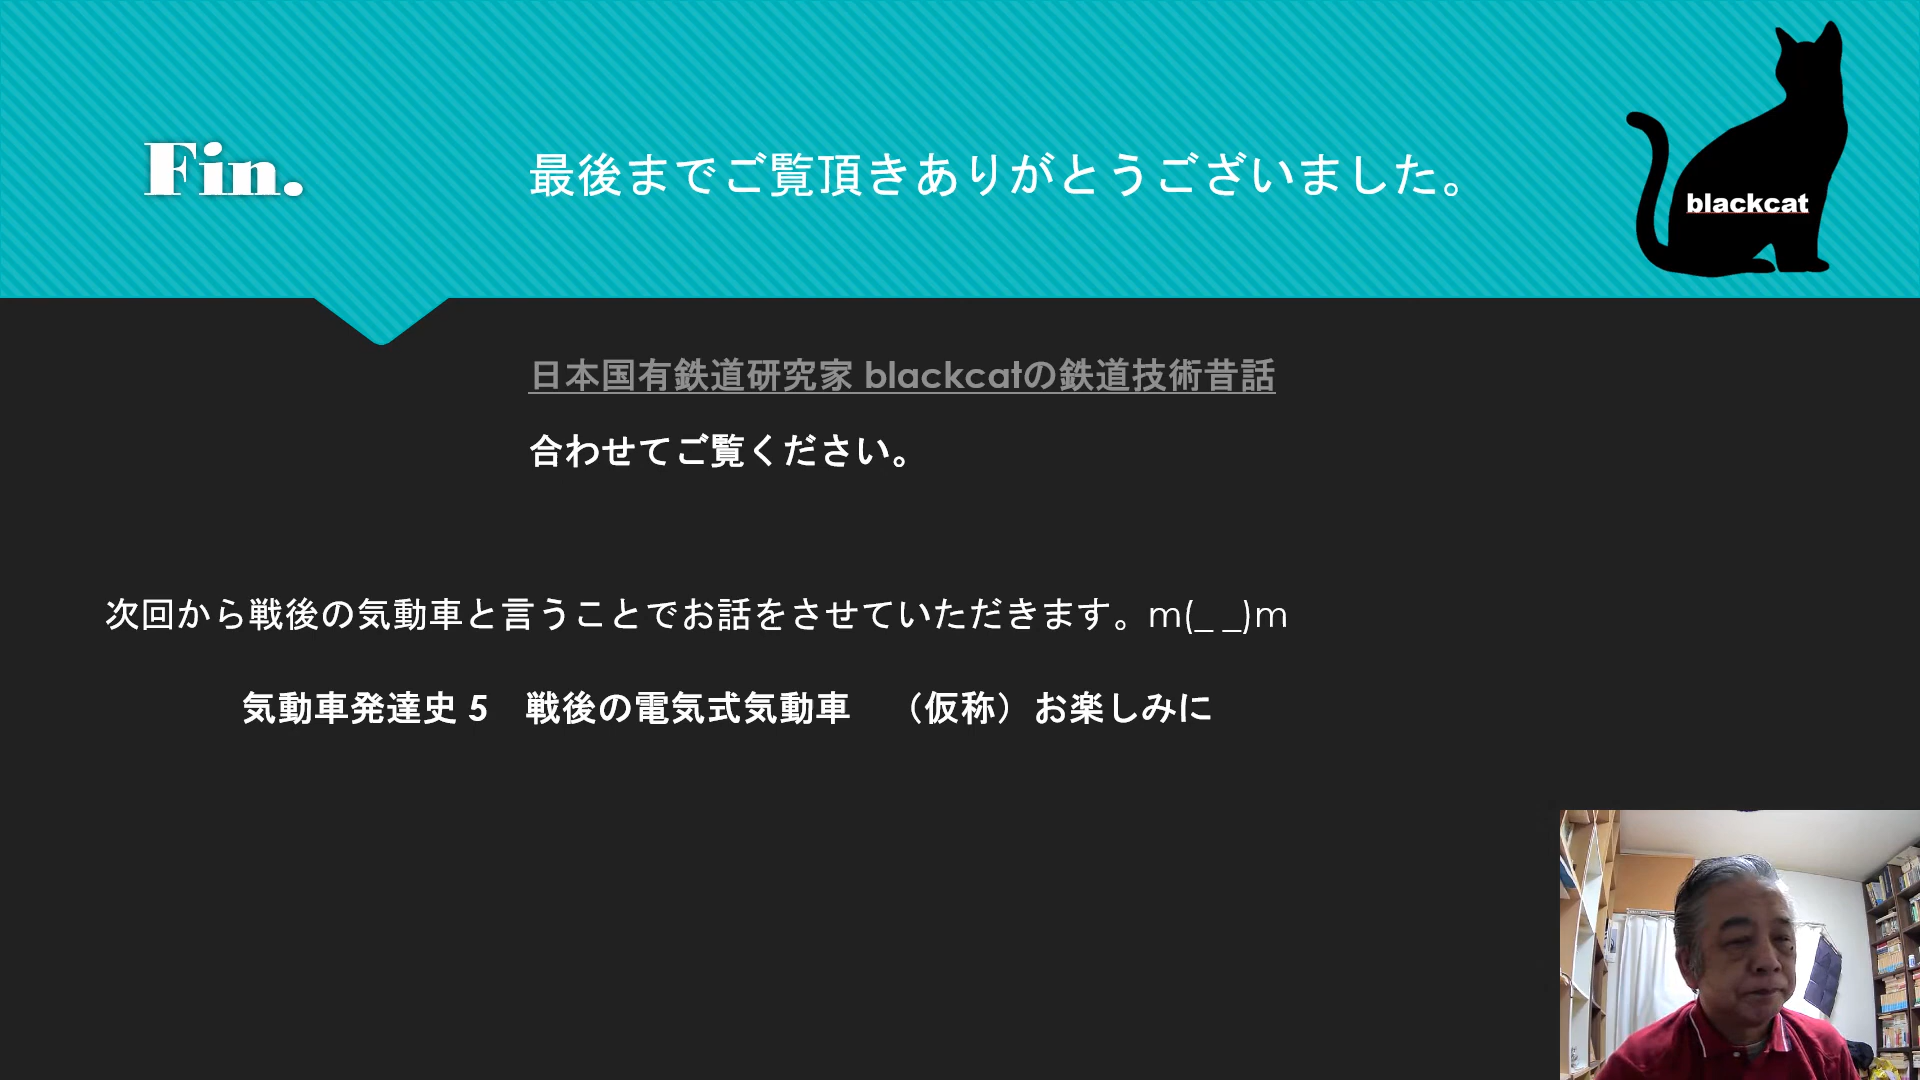 Fin.
最後までご覧頂きありがとうございました。
blackcat
日本国有鉄道研究家 blackcatの鉄道技術昔話
合わせてご覧ください。
次回から戦後の気動車と言うことでお話をさせていただきます。m(_ _)m
気動車発達史 5　戦後の電気式気動車　（仮称）お楽しみに